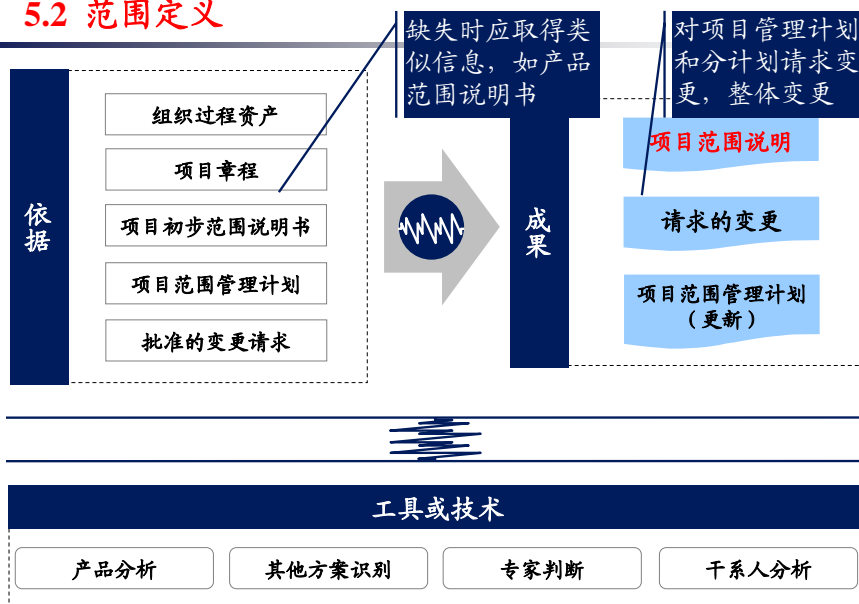 5.2 范围定义
缺失时应取得类
似信息，如产品
范围说明书
对项目管理计划
和分计划请求变
更，整体变更
依据
组织过程资产
项目章程
项目初步范围说明书
项目范围管理计划
批准的变更请求
成果
项目范围说明
请求的变更
项目范围管理计划
（更新）
工具或技术
产品分析
其他方案识别
专家判断
干系人分析